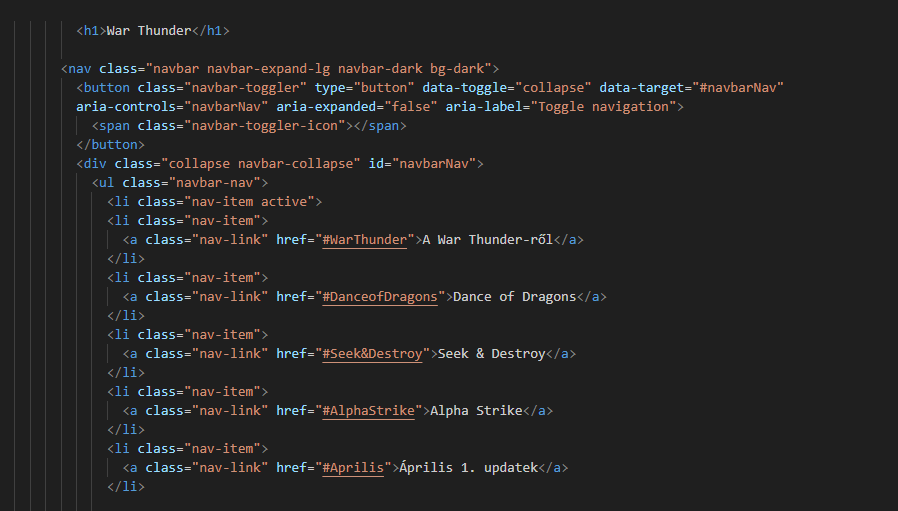 <h1>War Thunder</h1>
<nav class="navbar navbar-expand-lg navbar-dark bg-dark">
<button class="navbar-toggler" type="button" data-toggle="collapse" data-target="#navbarNav"
aria-controls="navbarNav" aria-expanded="false" aria-label="Toggle navigation">
<span class="navbar-toggler-icon"></span>
</button>
<div class="collapse navbar-collapse" id="navbarNav">
<ul class="navbar-nav">
<li class="nav-item active">
<li class="nav-item">
<a class="nav-link" href="#WarThunder">A War Thunder-ről</a>
</li>
<li class="nav-item">
<a class="nav-link" href="#DanceofDragons">Dance of Dragons</a>
</li>
<li class="nav-item">
<a class="nav-link" href="#Seek&Destroy">Seek & Destroy</a>
</li>
<li class="nav-item">
<a class="nav-link" href="#AlphaStrike">Alpha Strike</a>
</li>
<li class="nav-item">
<a class="nav-link" href="#Aprilis">Április 1. updatek</a>
</li>